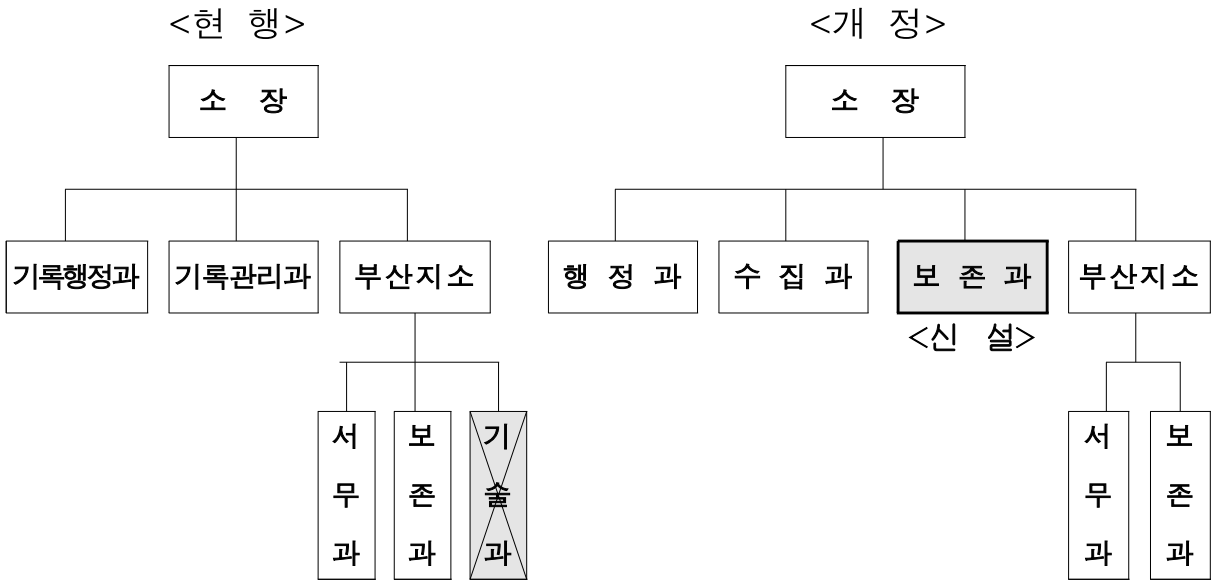 <현 행>
소 장
기록행정과 기록관리과 부산지소
서무과 보존과 기술과
<개 정>
소 장
행 정 과 수 집 과 보 존 과 부산지소
<신 설>
서무과 보존과